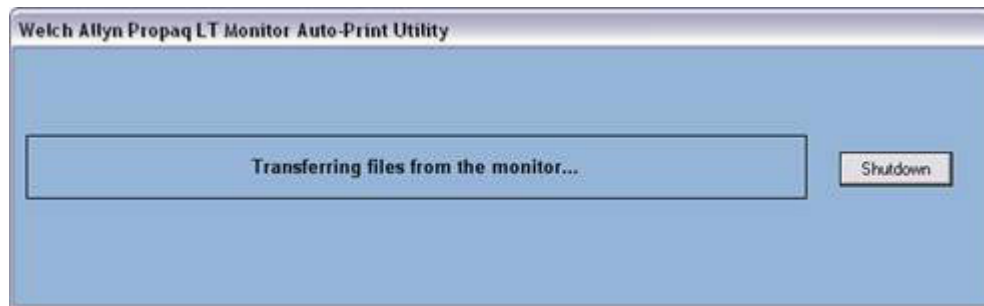 Welch Allyn Propaq LT Monitor Auto-Print Utility
Transferring files from the monitor...
Shutdown